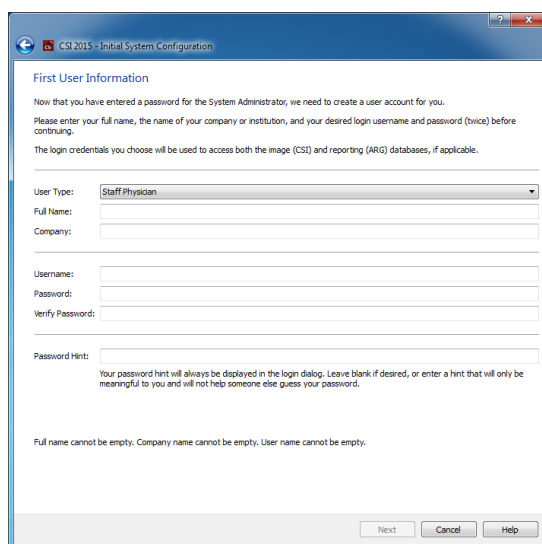 CSI 2015 - Initial System Configuration
First User Information
Now that you have entered a password for the System Administrator, we need to create a user account for you.
Please enter your full name, the name of your company or institution, and your desired login username and password (twice) before
continuing.
The login credentials you choose will be used to access both the image (CSI) and reporting (ARG) databases, if applicable.
User Type: Staff Physician
Full Name:
Company:
Username:
Password:
Verify Password:
Password Hint:
Your password hint will always be displayed in the login dialog. Leave blank if desired, or enter a hint that will only be
meaningful to you and will not help someone else guess your password.
Full name cannot be empty. Company name cannot be empty. User name cannot be empty.
Next Cancel Help